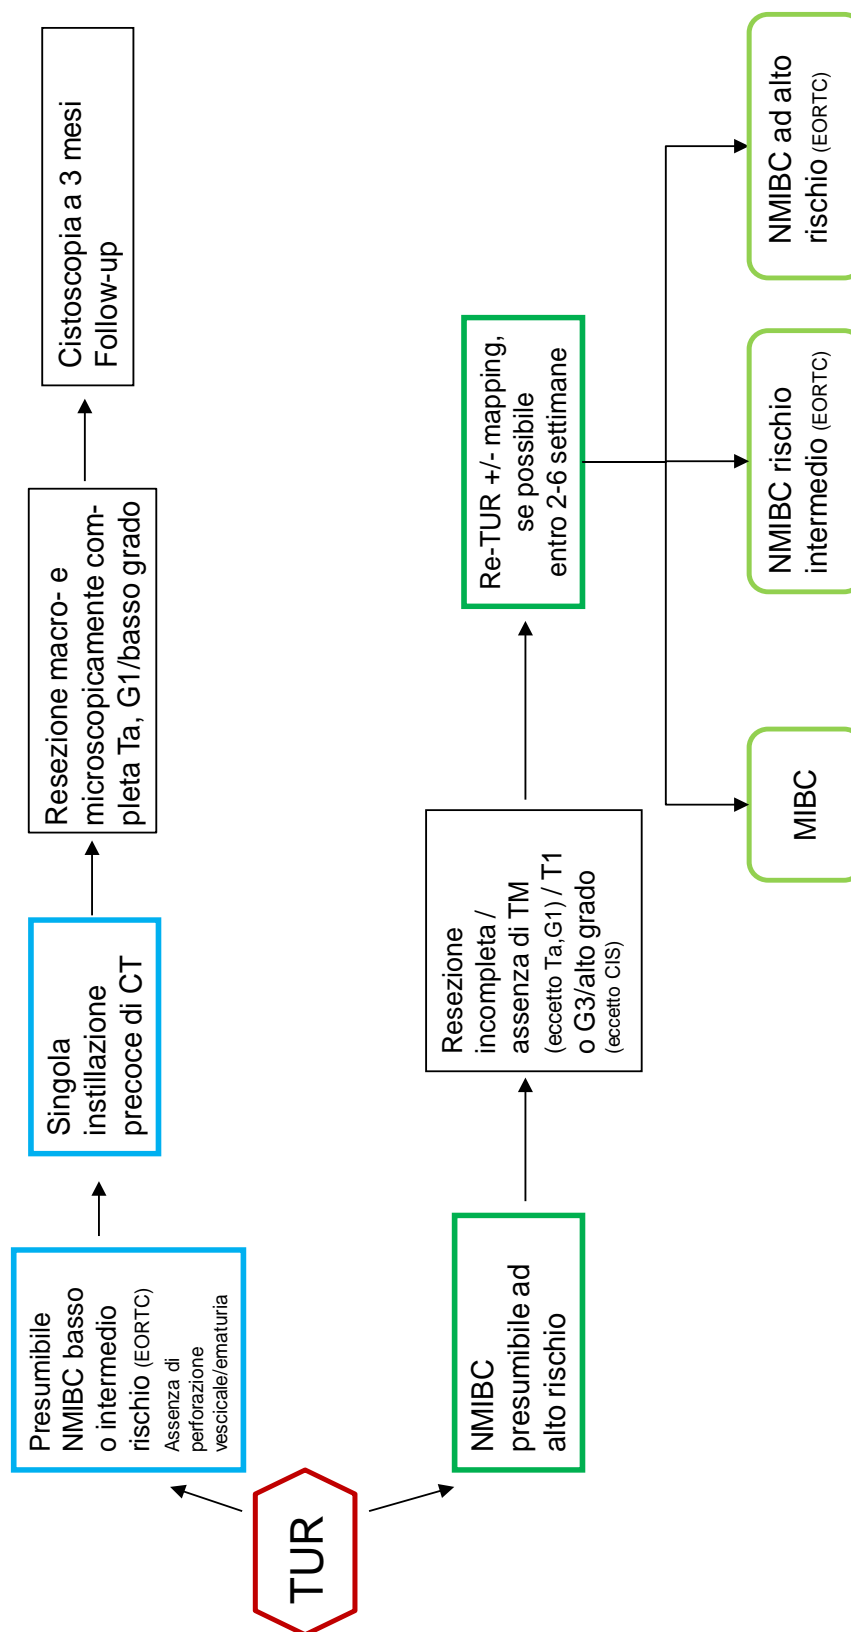 TUR
Presumibile
NMIBC basso
o intermedio
rischio (EORTC)
Assenza di
perforazione
vescicale/ematuria
Singola
instillazione
precoce di CT
Resezione macro- e
microscopicamente com-
pleta Ta, G1/basso grado
Cistoscopia a 3 mesi
Follow-up
NMIBC
presumibile ad
alto rischio
Resezione
incompleta /
assenza di TM
(eccetto Ta,G1) / T1
o G3/alto grado
(eccetto CIS)
Re-TUR +/- mapping,
se possibile
entro 2-6 settimane
MIBC
NMIBC rischio
intermedio (EORTC)
NMIBC ad alto
rischio (EORTC)